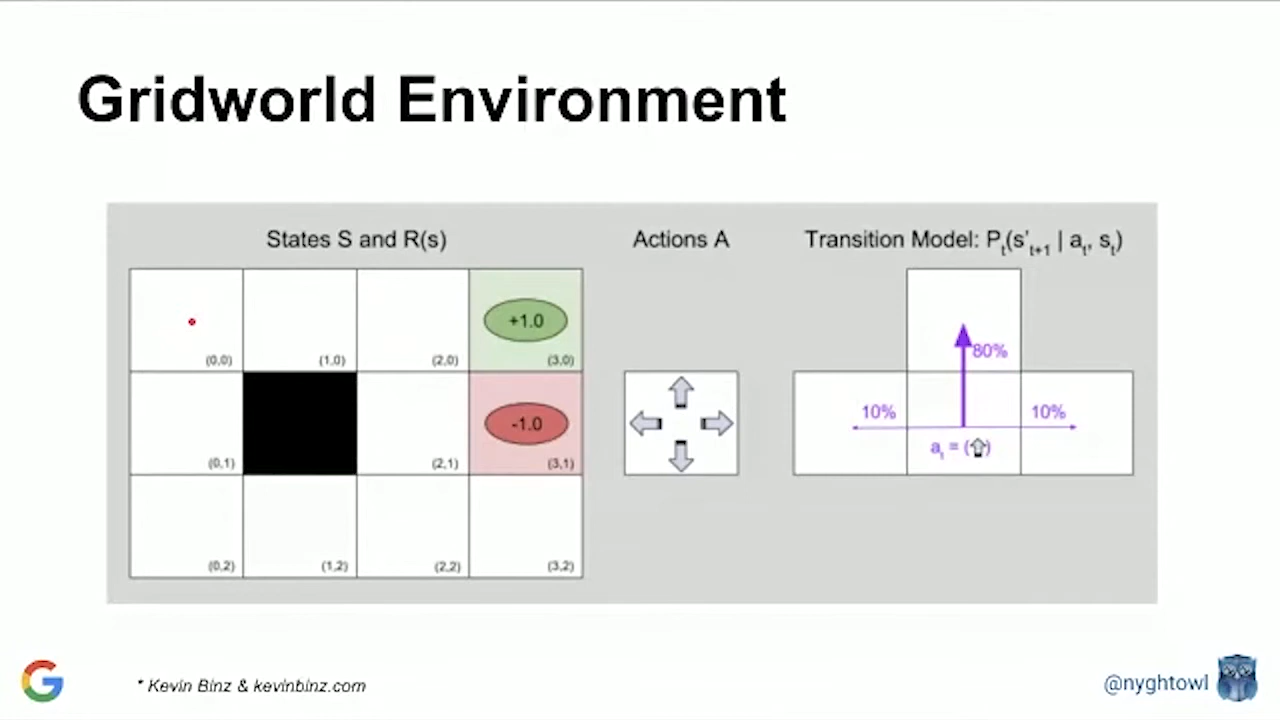 Gridworld Environment
States S and R(s)
Actions A
Transition Model: Pt(s't+1 | at, st)
+1.0
(0,0)
(1,0)
(2,0)
(3,0)
-1.0
(0,1)
(2,1)
(3,1)
(0,2)
(1,2)
(2,2)
(3,2)
80%
10%
10%
at = (⇧)
* Kevin Binz & kevinbinz.com
@nyghtowl